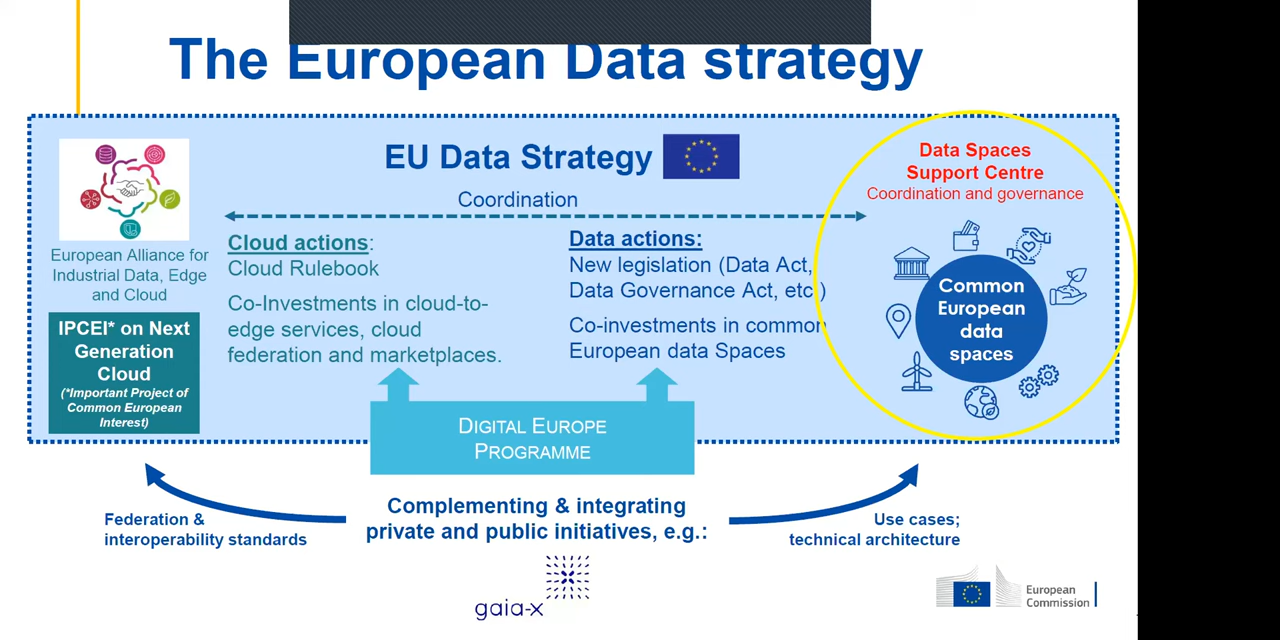 The European Data strategy
EU Data Strategy
Coordination
European Alliance for
Industrial Data, Edge
and Cloud
IPCEI* on Next
Generation
Cloud
(*Important Project of
Common European
Interest)
Cloud actions:
Cloud Rulebook
Co-Investments in cloud-to-
edge services, cloud
federation and marketplaces.
Data actions:
New legislation (Data Act,
Data Governance Act, etc.)
Co-investments in common
European data Spaces
Data Spaces
Support Centre
Coordination and governance
Common
European
data
spaces
DIGITAL EUROPE
PROGRAMME
Complementing & integrating
private and public initiatives, e.g.:
Federation &
interoperability standards
Use cases;
technical architecture
gaia-x
European
Commission